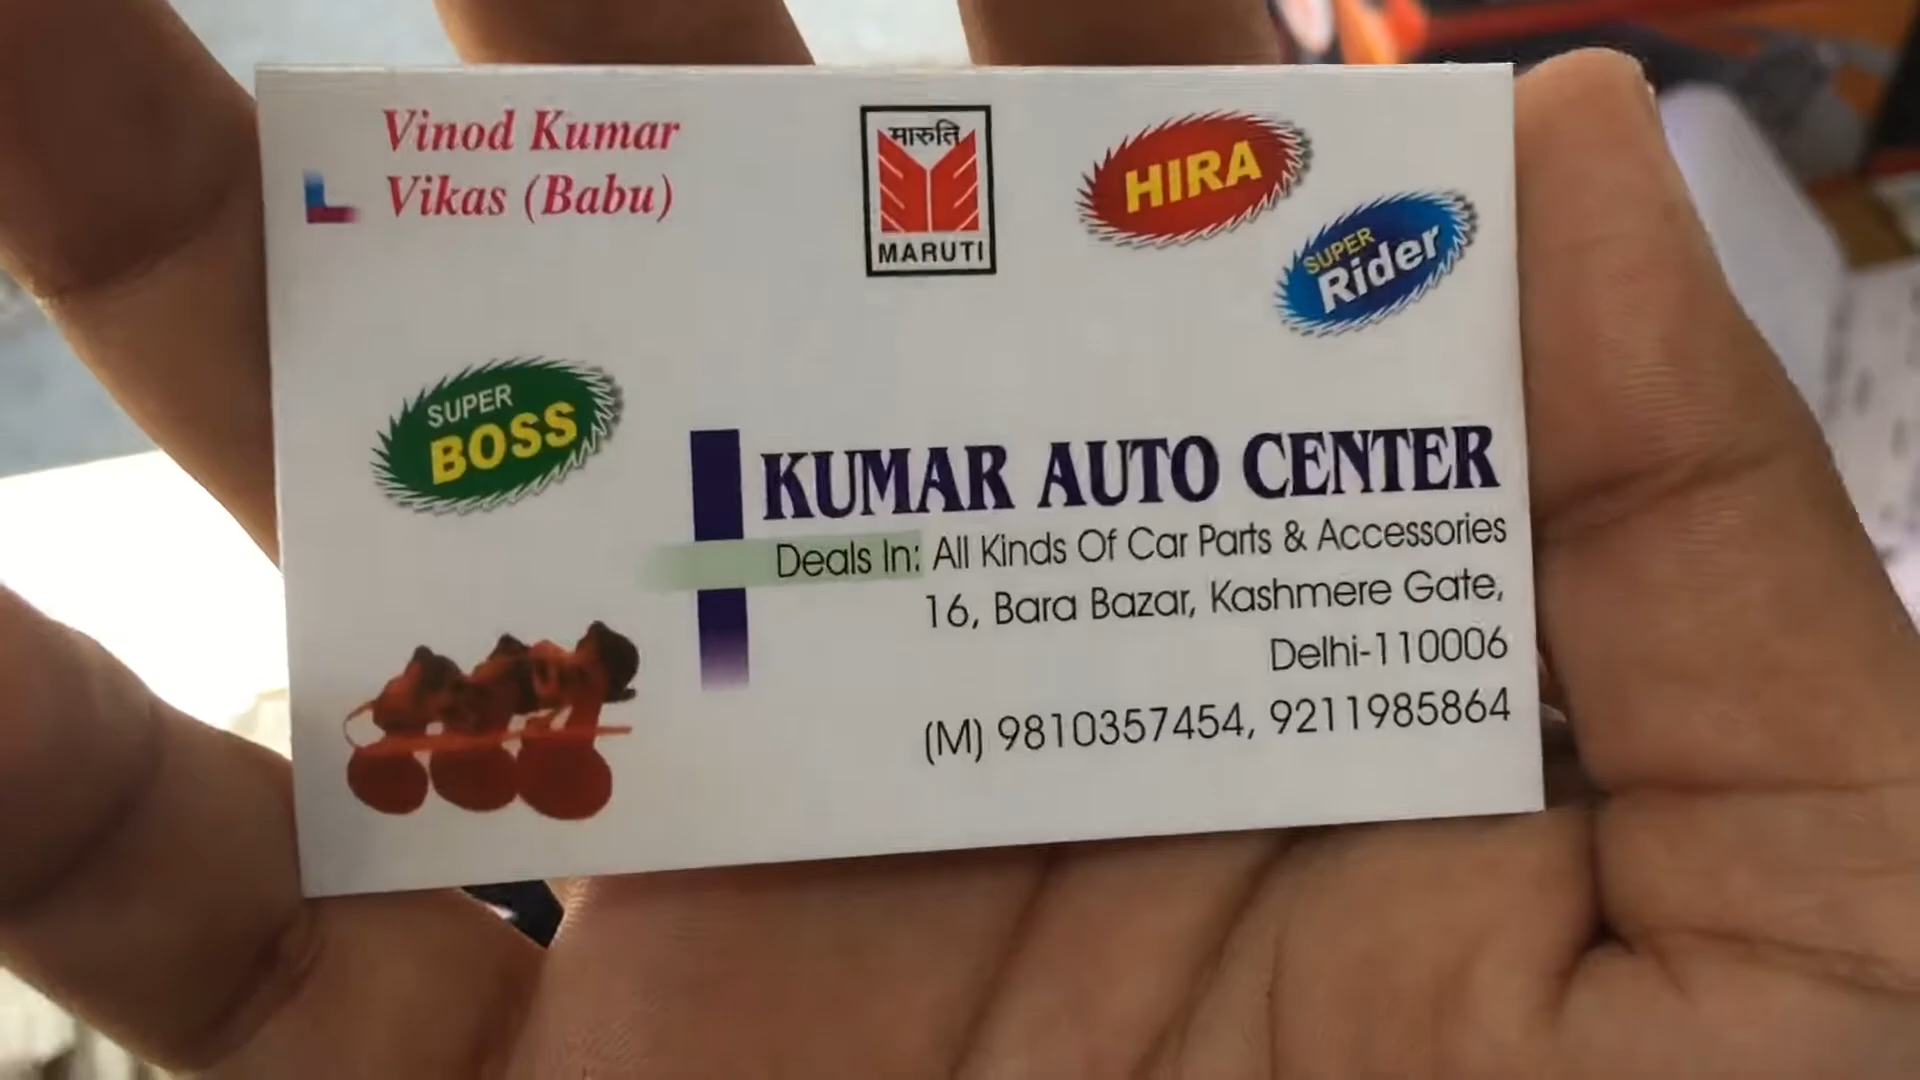 Vinod Kumar
Vikas (Babu)
मारुति
MARUTI
HIRA
SUPER
Rider
SUPER
BOSS
KUMAR AUTO CENTER
Deals In: All Kinds Of Car Parts & Accessories
16, Bara Bazar, Kashmere Gate,
Delhi-110006
(M) 9810357454, 9211985864